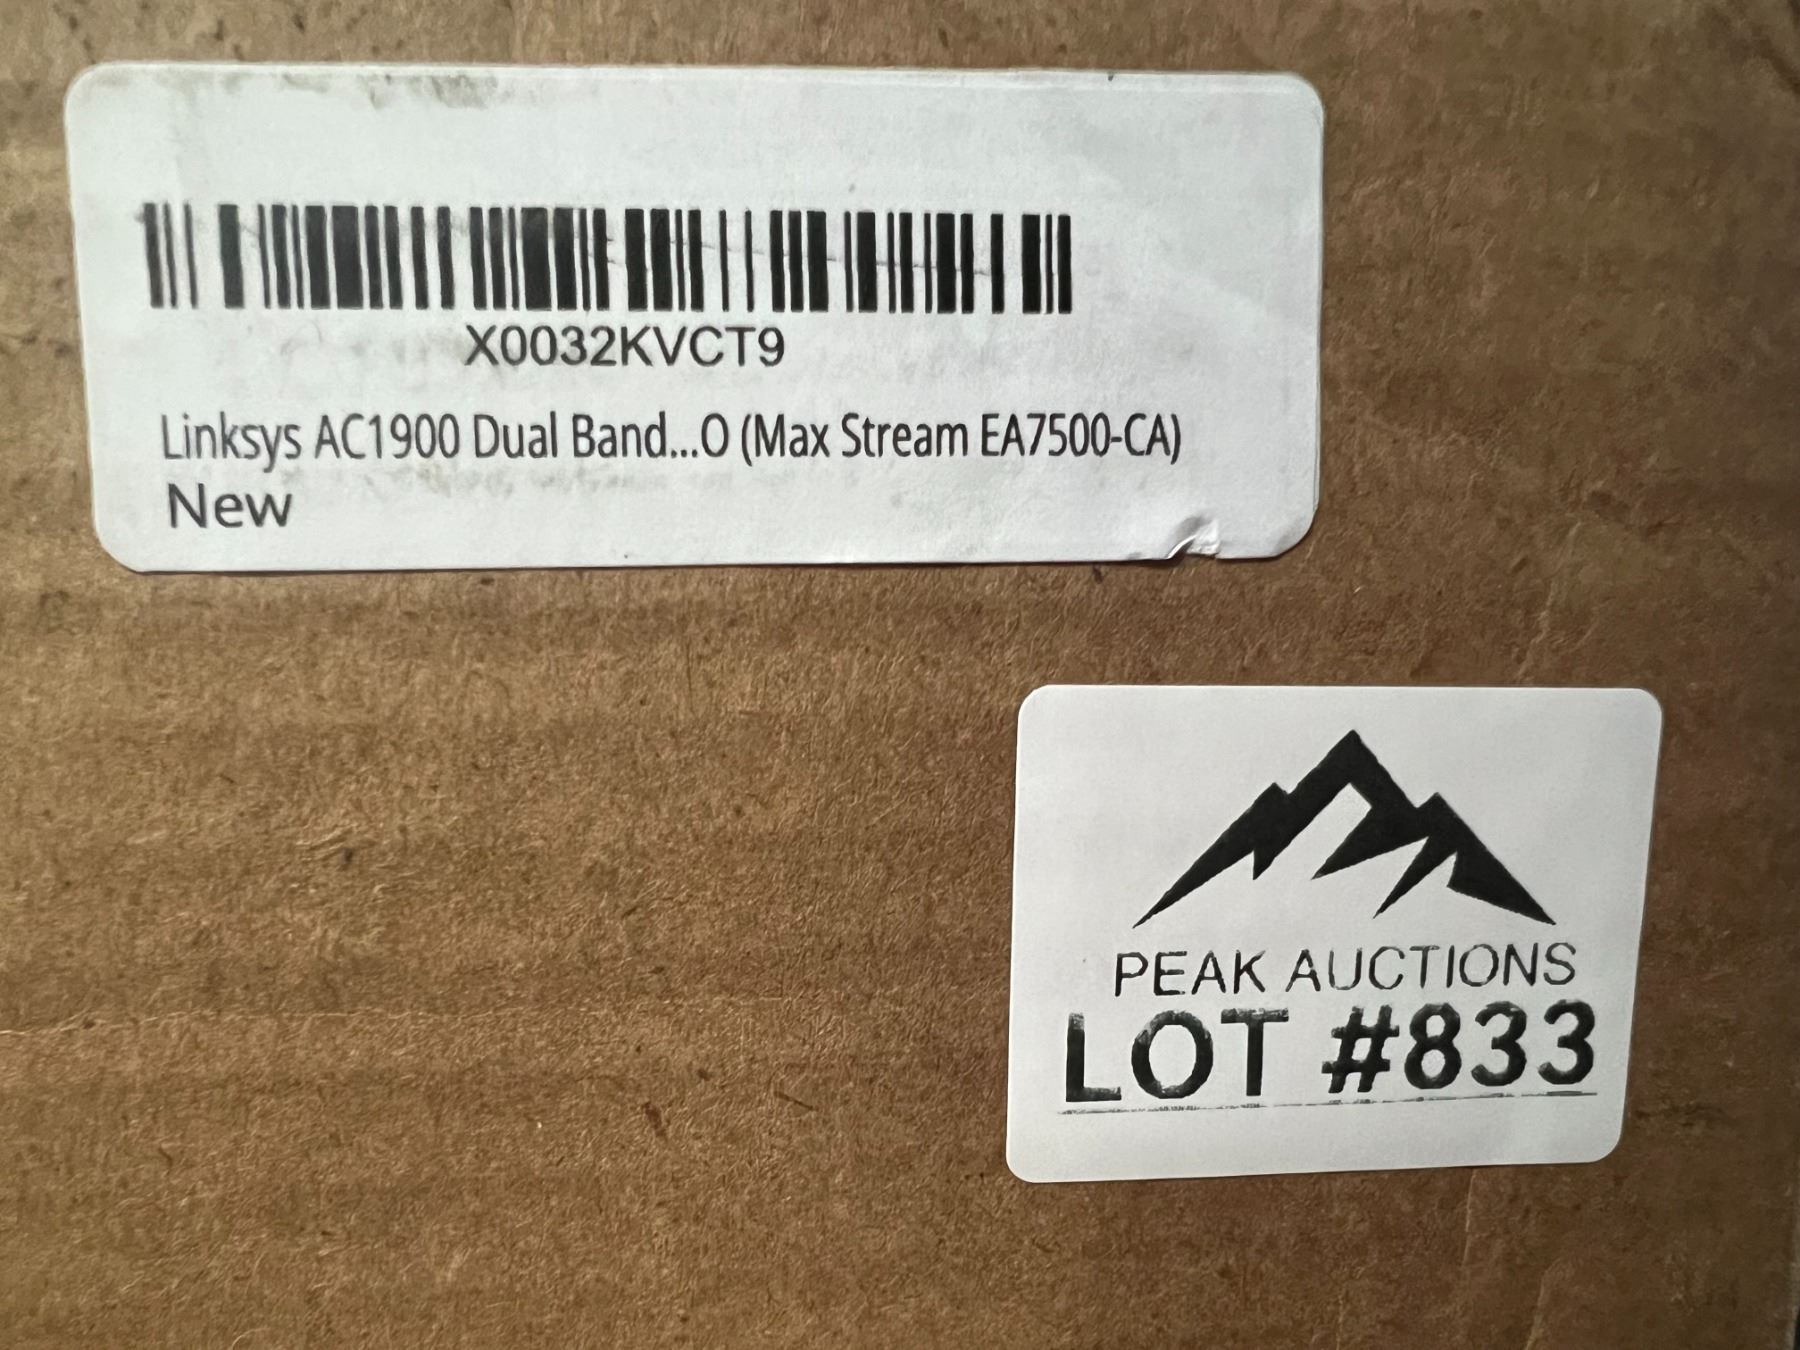 X0032KVCT9
Linksys AC1900 Dual Band...O (Max Stream EA7500-CA)
New
PEAK AUCTIONS
LOT #833